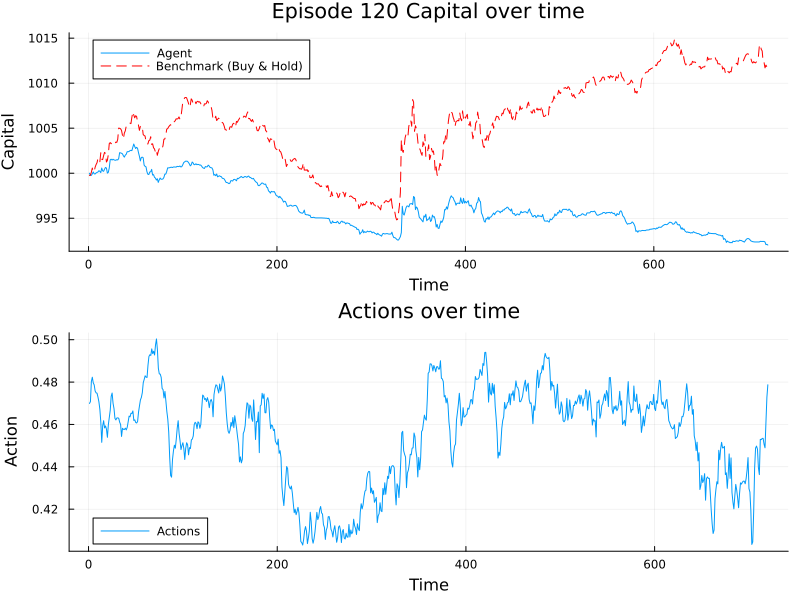 Episode 120 Capital over time
Capital
1015
1010
1005
1000
995
Agent
Benchmark (Buy & Hold)
0
200
400
600
Time
Actions over time
Action
0.50
0.48
0.46
0.44
0.42
Actions
0
200
400
600
Time